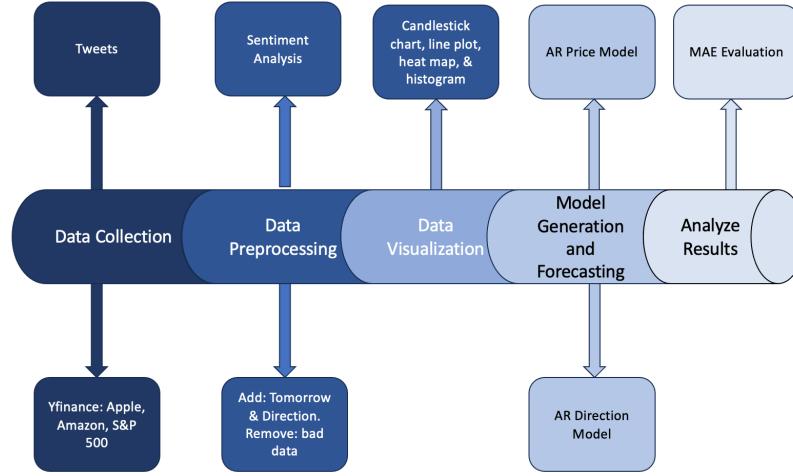 Tweets
Sentiment
Analysis
Candlestick
chart, line plot,
heat map, &
histogram
AR Price Model
MAE Evaluation
Data Collection
Data
Preprocessing
Data
Visualization
Model
Generation
and
Forecasting
Analyze
Results
Yfinance: Apple,
Amazon, S&P
500
Add: Tomorrow
& Direction.
Remove: bad
data
AR Direction
Model